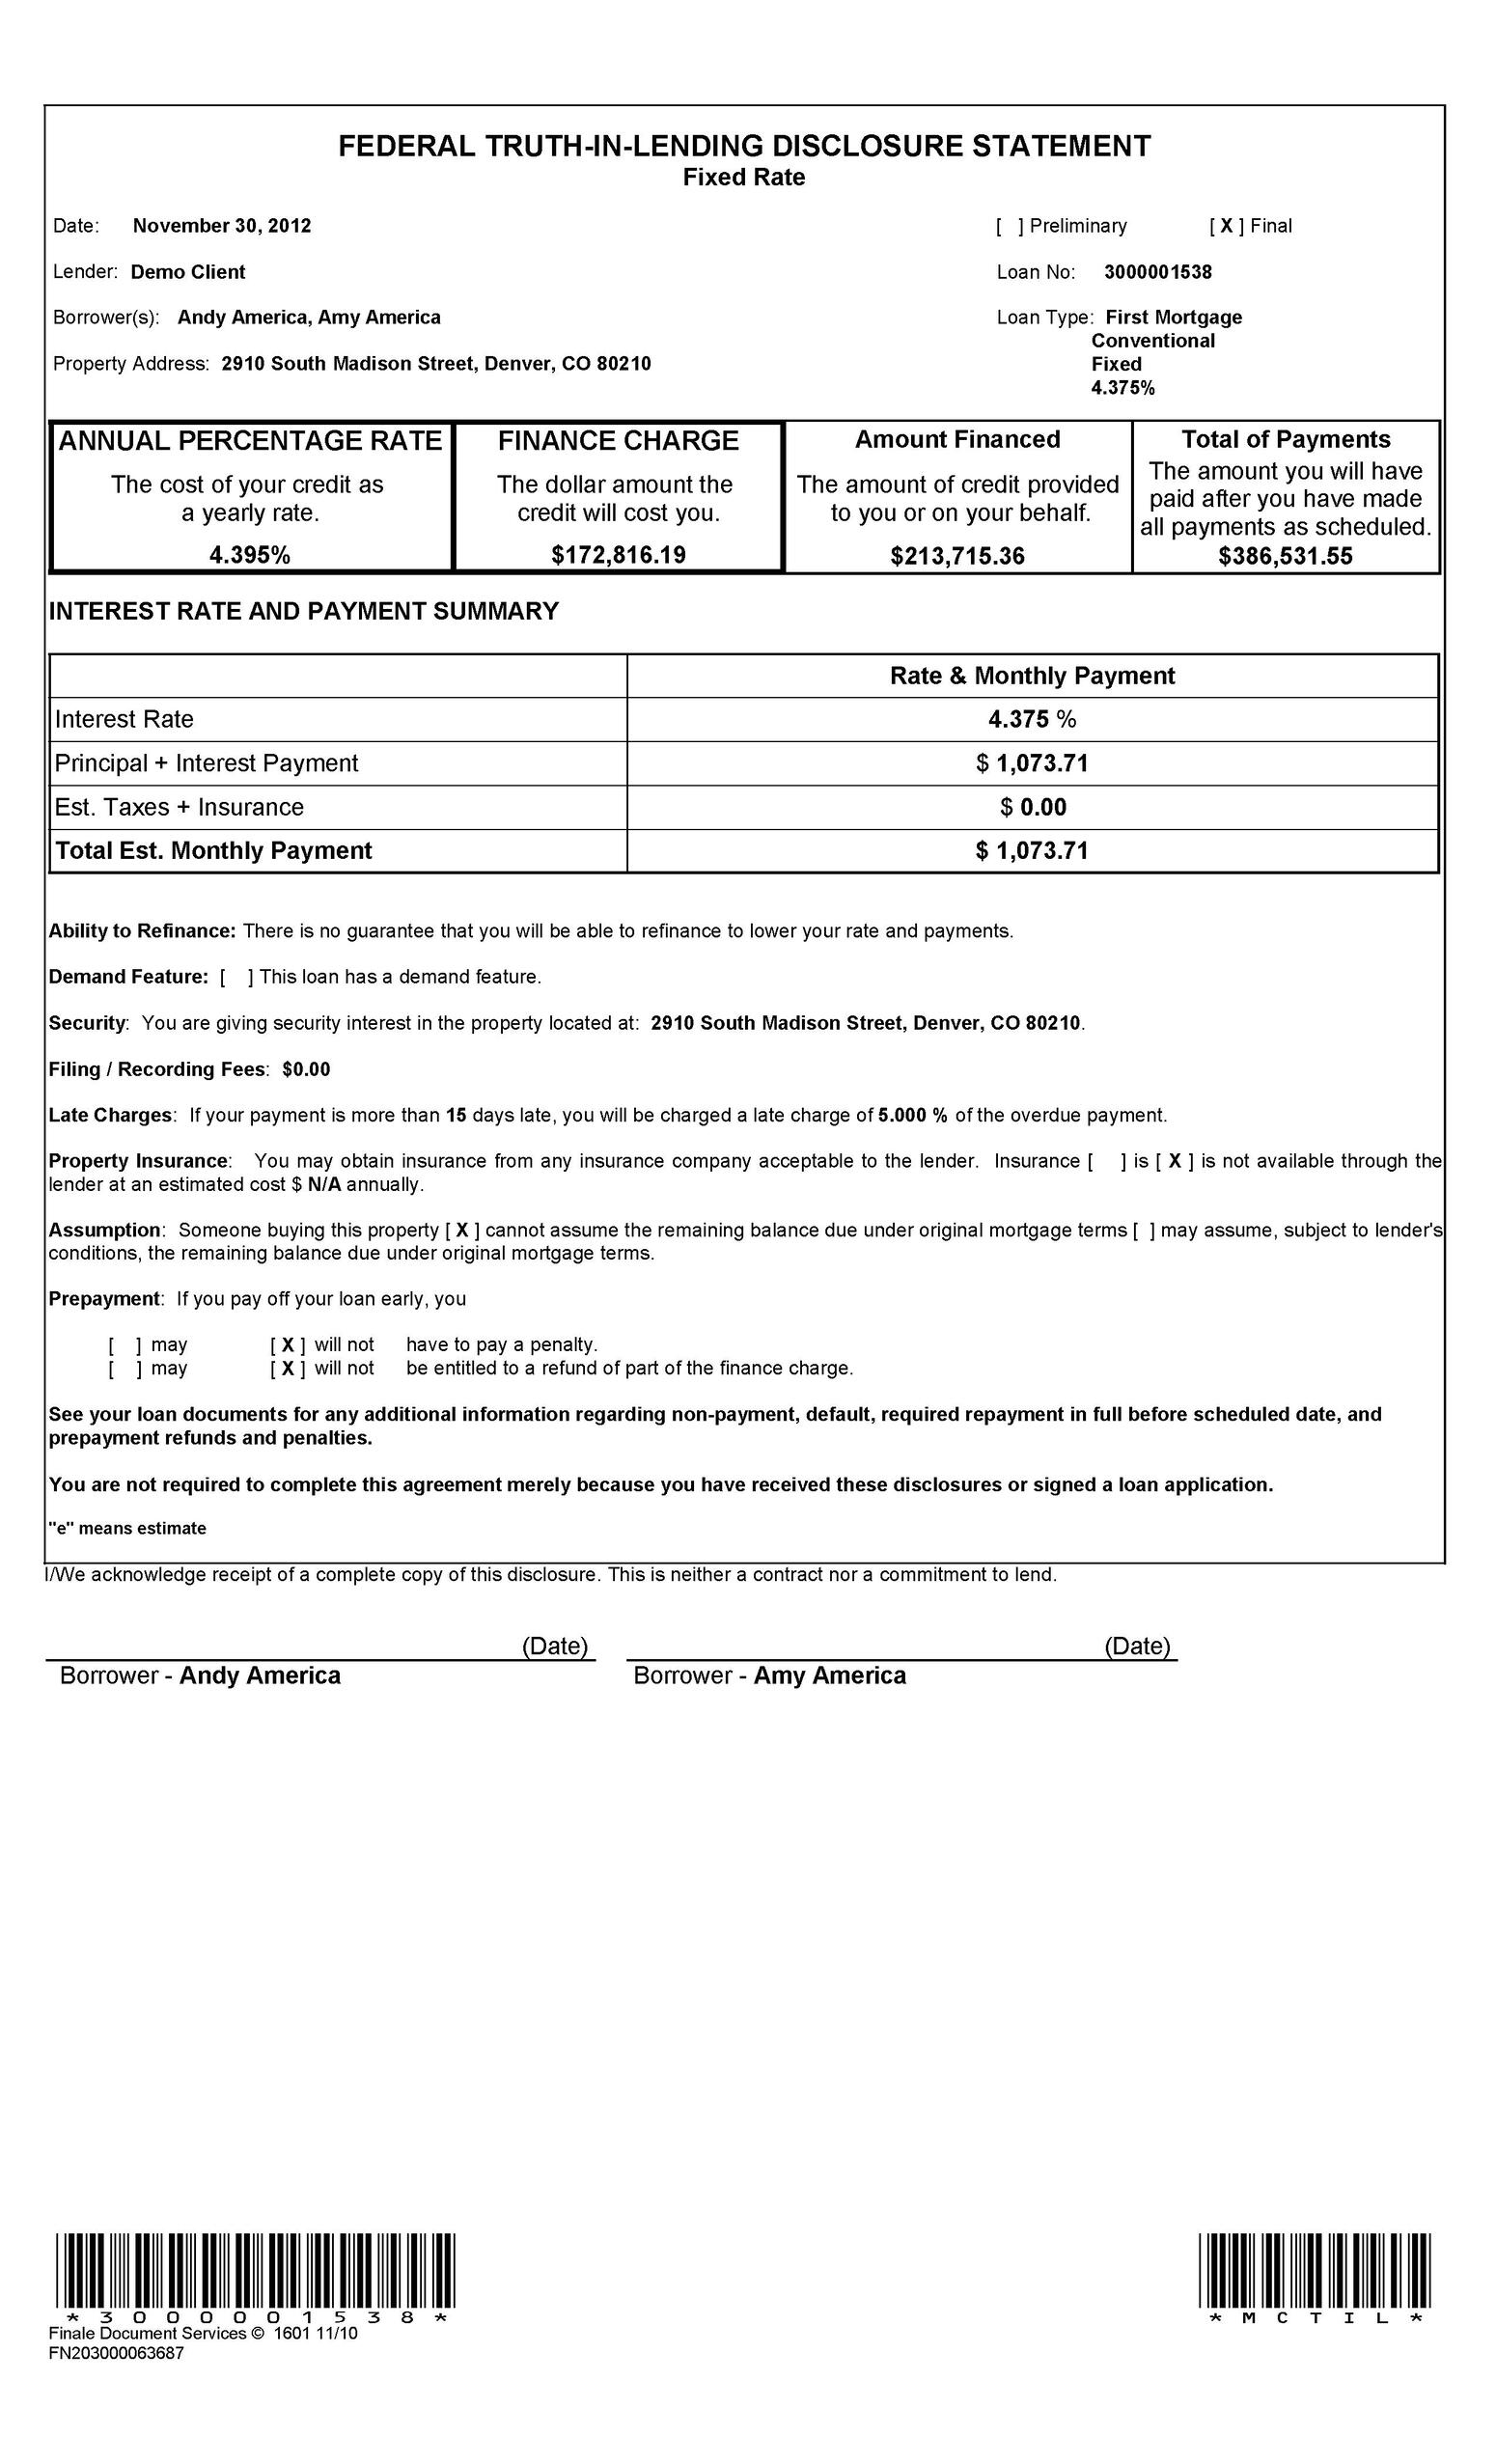 FEDERAL TRUTH-IN-LENDING DISCLOSURE STATEMENT
Fixed Rate
Date: November 30, 2012 [ ] Preliminary [ X ] Final
Lender: Demo Client Loan No: 3000001538
Borrower(s): Andy America, Amy America Loan Type: First Mortgage
Conventional
Property Address: 2910 South Madison Street, Denver, CO 80210 Fixed
4.375%
ANNUAL PERCENTAGE RATE
The cost of your credit as
a yearly rate.
4.395%
FINANCE CHARGE
The dollar amount the
credit will cost you.
$172,816.19
Amount Financed
The amount of credit provided
to you or on your behalf.
$213,715.36
Total of Payments
The amount you will have
paid after you have made
all payments as scheduled.
$386,531.55
INTEREST RATE AND PAYMENT SUMMARY
Rate & Monthly Payment
Interest Rate 4.375 %
Principal + Interest Payment $ 1,073.71
Est. Taxes + Insurance $ 0.00
Total Est. Monthly Payment $ 1,073.71
Ability to Refinance: There is no guarantee that you will be able to refinance to lower your rate and payments.
Demand Feature: [ ] This loan has a demand feature.
Security: You are giving security interest in the property located at: 2910 South Madison Street, Denver, CO 80210.
Filing / Recording Fees: $0.00
Late Charges: If your payment is more than 15 days late, you will be charged a late charge of 5.000 % of the overdue payment.
Property Insurance: You may obtain insurance from any insurance company acceptable to the lender. Insurance [ ] is [ X ] is not available through the
lender at an estimated cost $ N/A annually.
Assumption: Someone buying this property [ X ] cannot assume the remaining balance due under original mortgage terms [ ] may assume, subject to lender's
conditions, the remaining balance due under original mortgage terms.
Prepayment: If you pay off your loan early, you
[ ] may [ X ] will not have to pay a penalty.
[ ] may [ X ] will not be entitled to a refund of part of the finance charge.
See your loan documents for any additional information regarding non-payment, default, required repayment in full before scheduled date, and
prepayment refunds and penalties.
You are not required to complete this agreement merely because you have received these disclosures or signed a loan application.
"e" means estimate
I/We acknowledge receipt of a complete copy of this disclosure. This is neither a contract nor a commitment to lend.
(Date) (Date)
Borrower - Andy America Borrower - Amy America
* 3 0 0 0 0 0 1 5 3 8 * * M C T I L *
Finale Document Services © 1601 11/10
FN203000063687